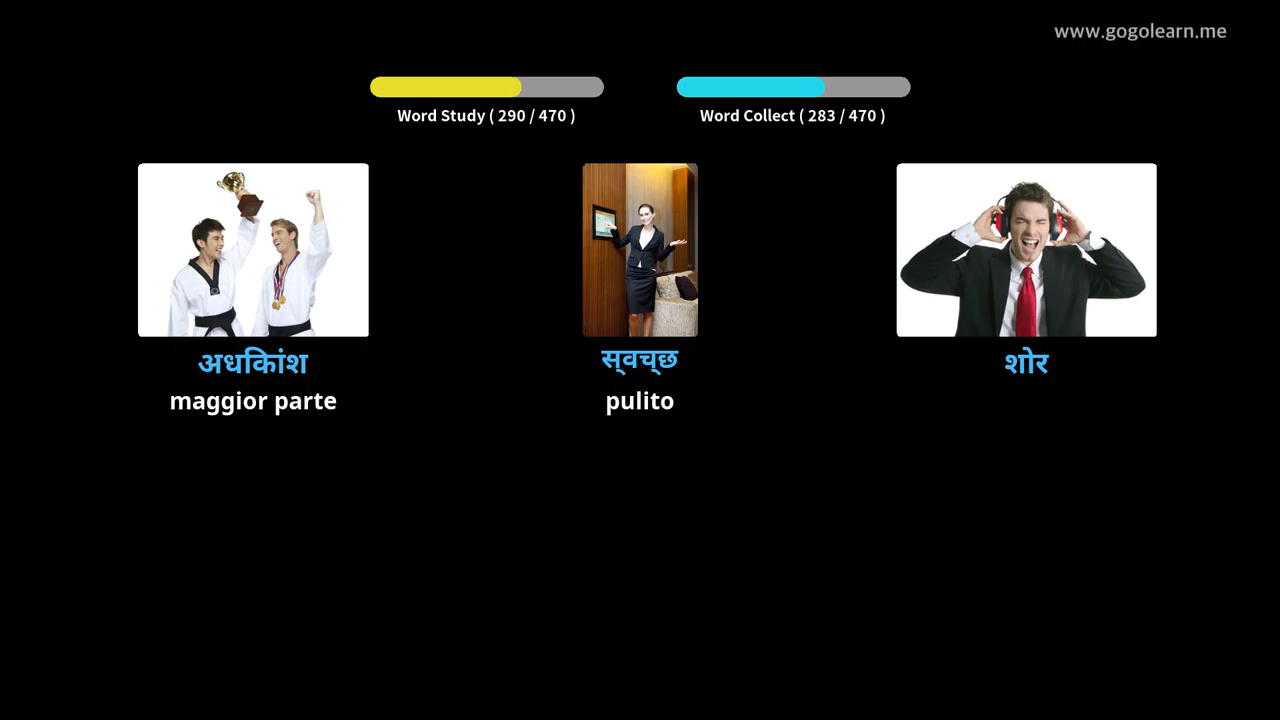 www.gogolearn.me
Word Study ( 290 / 470 )
Word Collect ( 283 / 470 )
अधिकांश
स्वच्छ
शोर
maggior parte
pulito